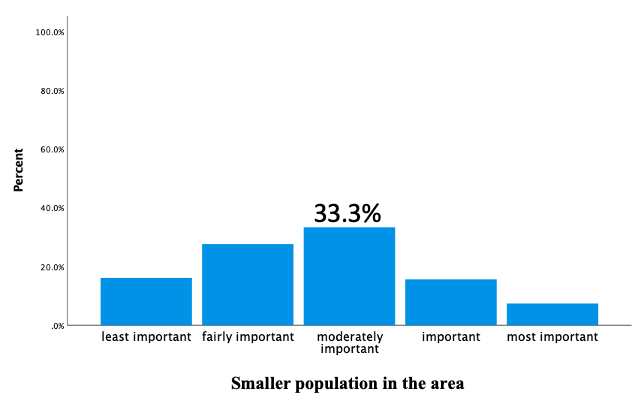 100.0%
80.0%
60.0%
40.0%
20.0%
.0%
Percent
33.3%
least important
fairly important
moderately
important
important
most important
Smaller population in the area